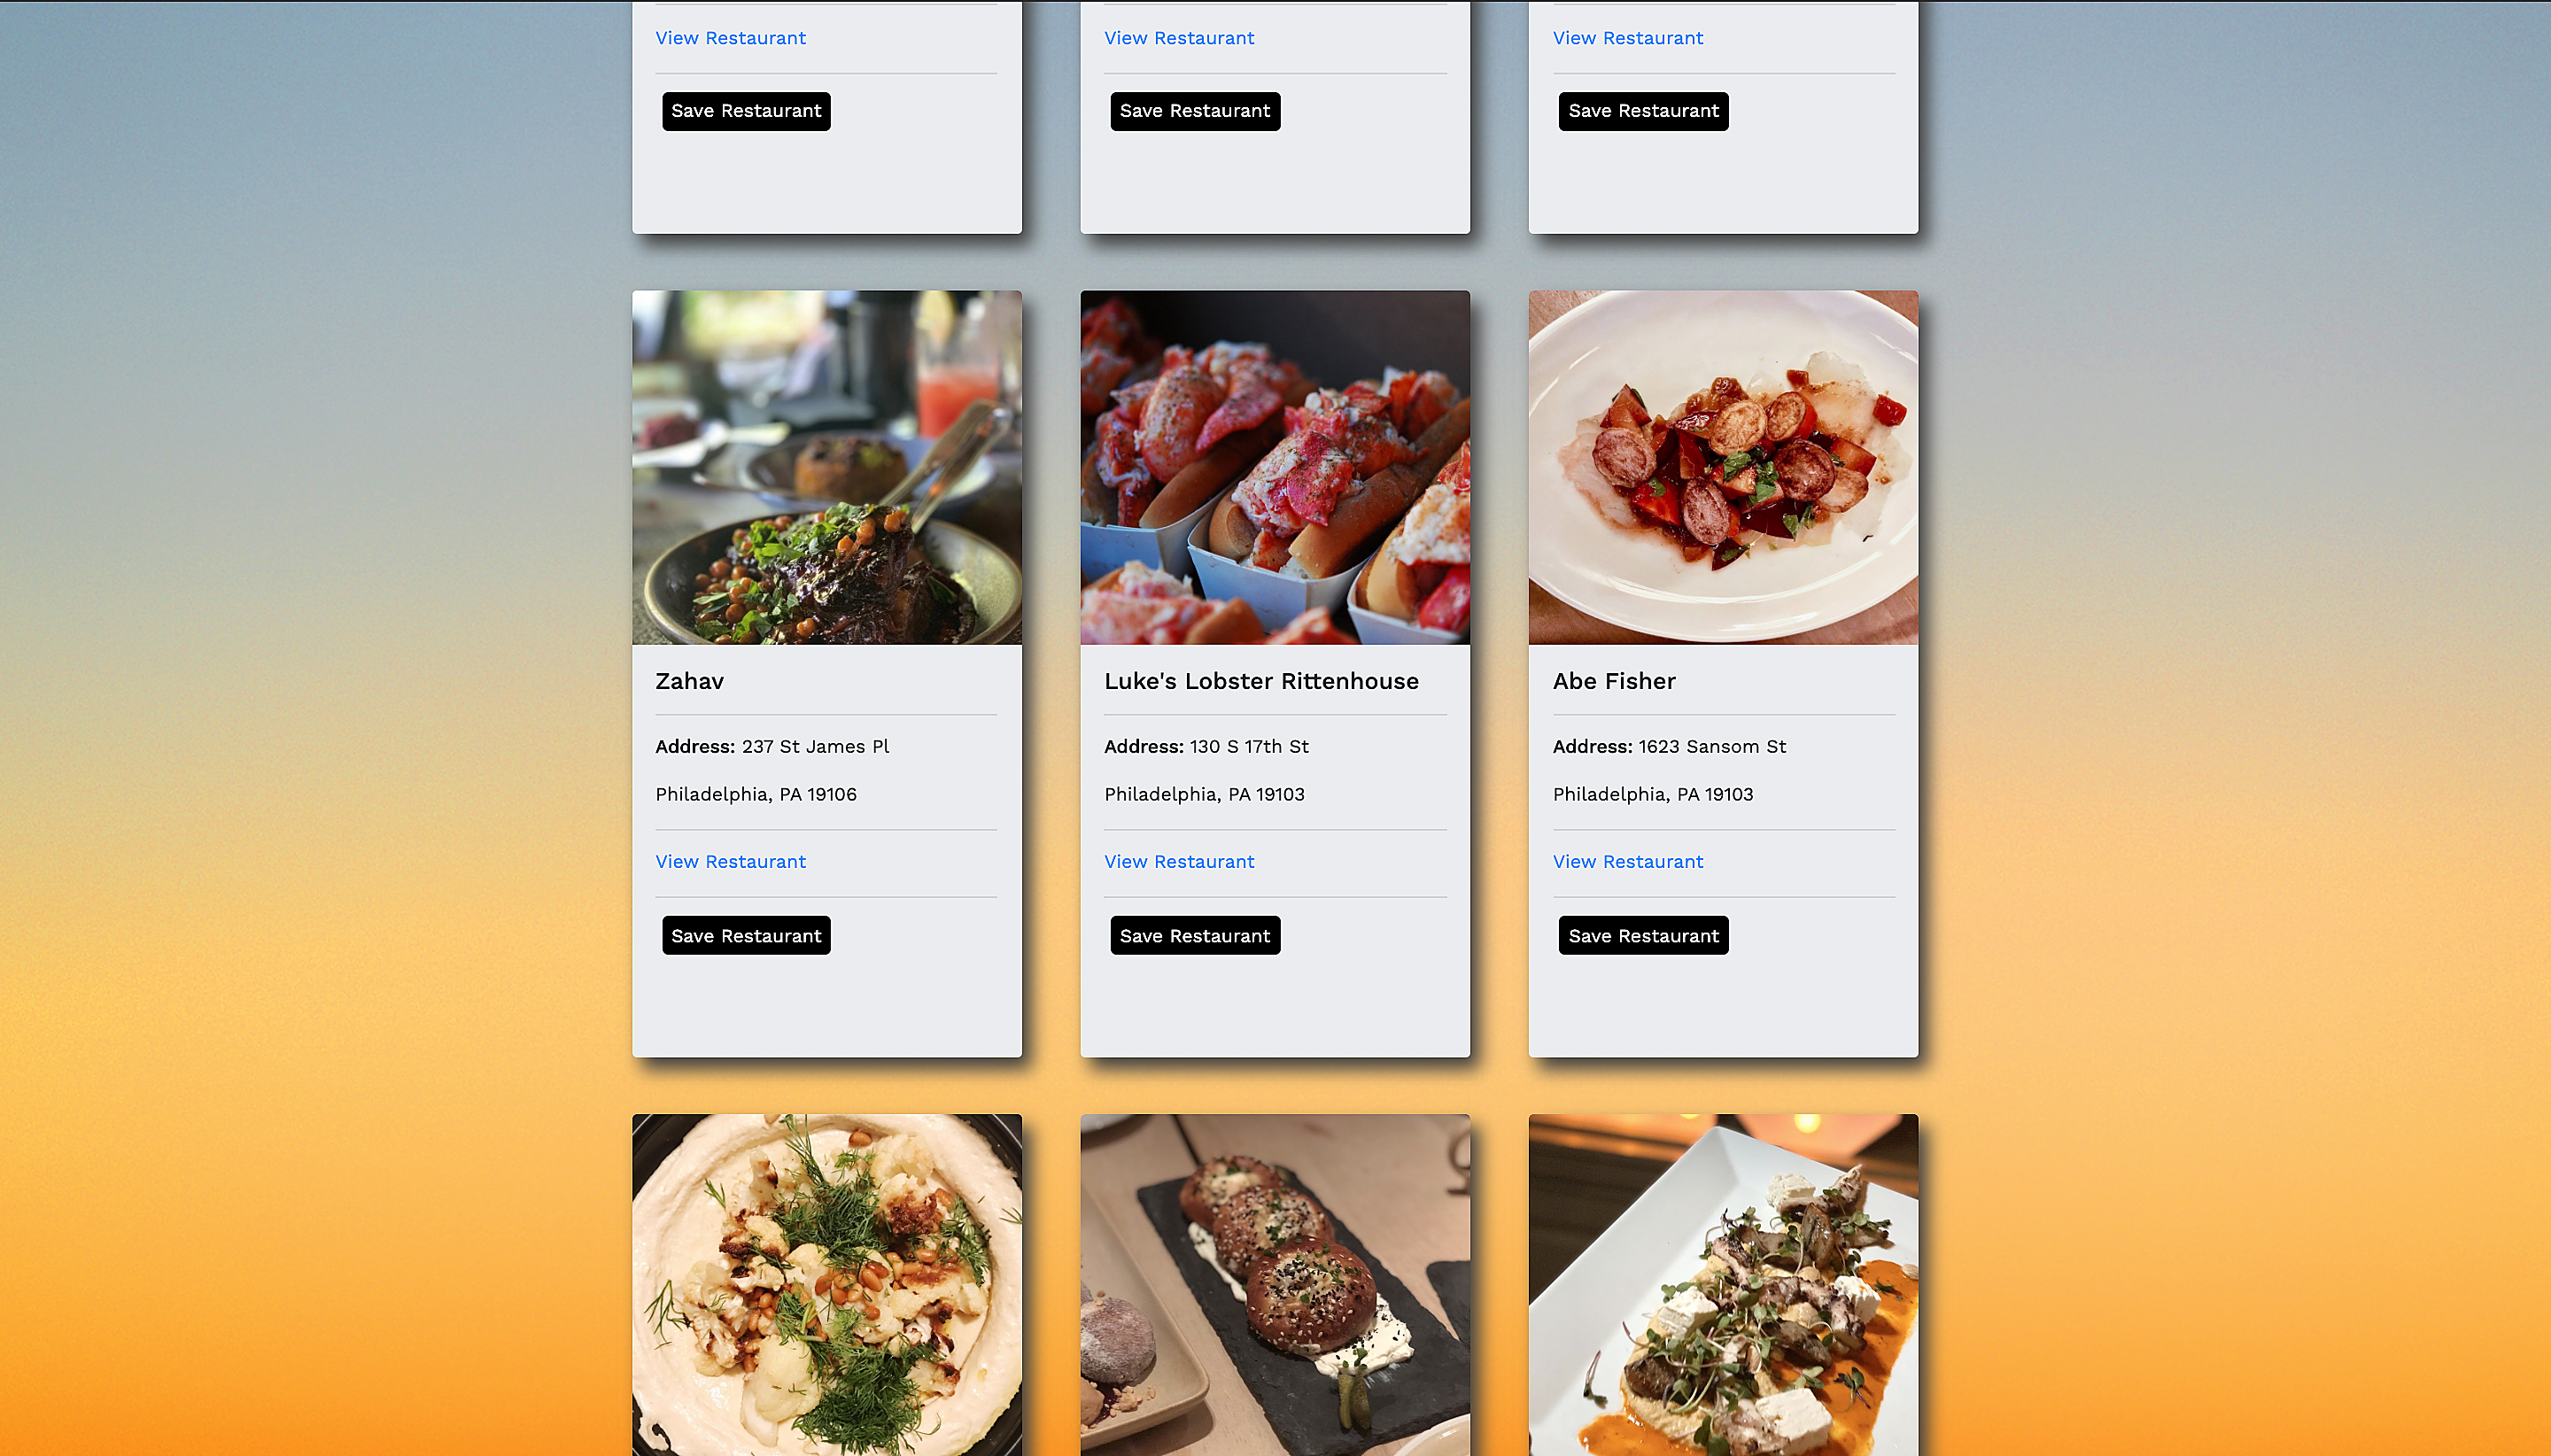 View Restaurant
View Restaurant
View Restaurant
Save Restaurant
Save Restaurant
Save Restaurant
Zahav
Luke's Lobster Rittenhouse
Abe Fisher
Address: 237 St James Pl
Philadelphia, PA 19106
Address: 130 S 17th St
Philadelphia, PA 19103
Address: 1623 Sansom St
Philadelphia, PA 19103
View Restaurant
View Restaurant
View Restaurant
Save Restaurant
Save Restaurant
Save Restaurant